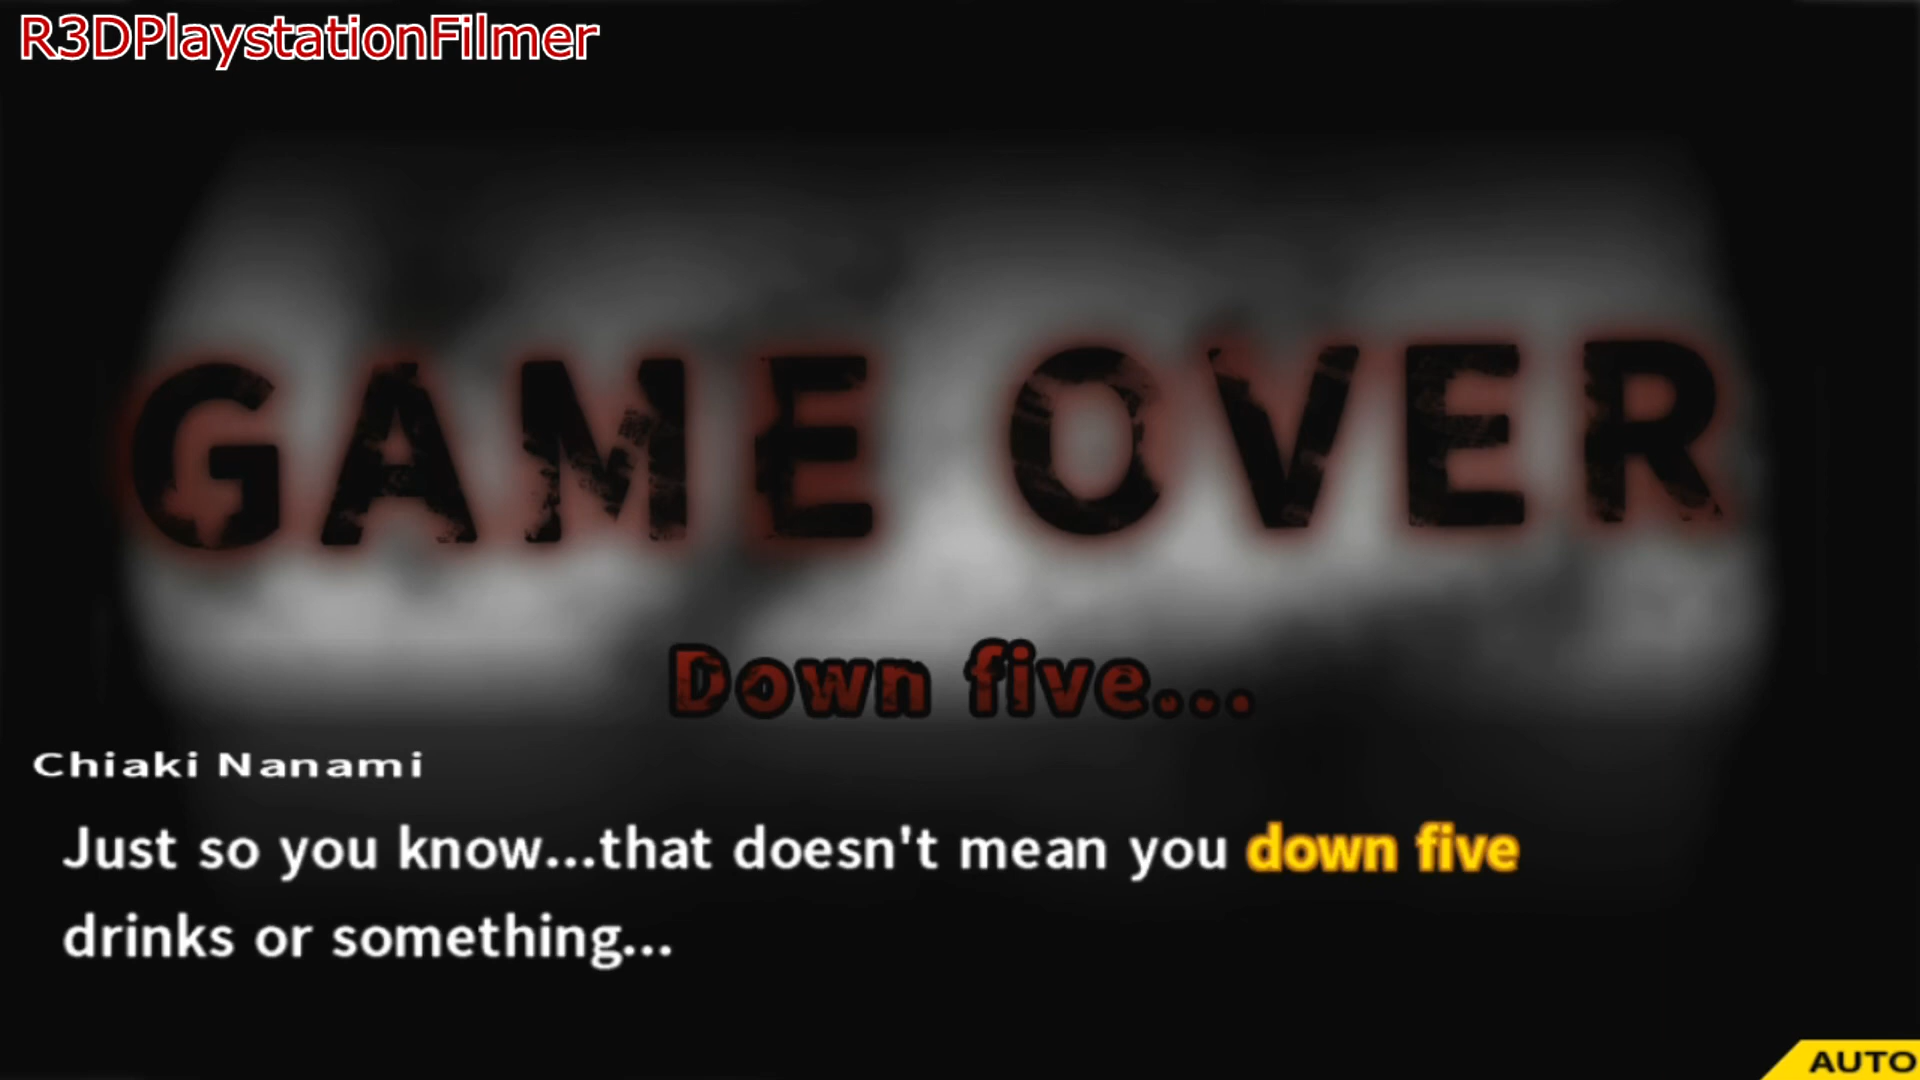 R3DPlaystationFilmer
GAME OVER
Down five...
Chiaki Nanami
Just so you know...that doesn't mean you down five
drinks or something...
AUTO